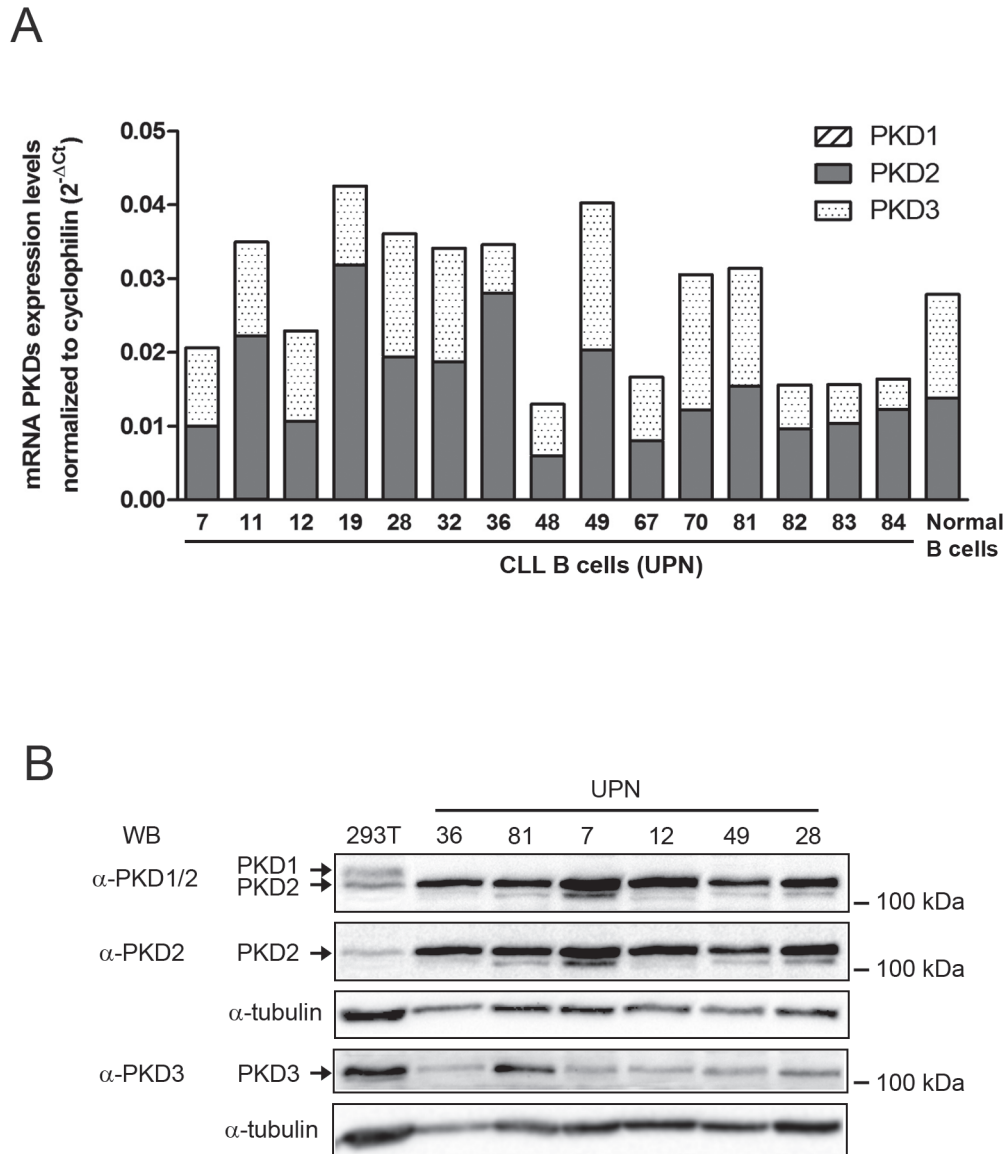 A
mRNA PKDs expression levels
normalized to cyclophilin (2^-ΔCt)
0.05
0.04
0.03
0.02
0.01
0.00
PKD1
PKD2
PKD3
7 11 12 19 28 32 36 48 49 67 70 81 82 83 84 Normal
B cells
CLL B cells (UPN)
B
UPN
WB 293T 36 81 7 12 49 28
PKD1
α-PKD1/2 PKD2
100 kDa
α-PKD2 PKD2
100 kDa
α-tubulin
α-PKD3 PKD3
100 kDa
α-tubulin